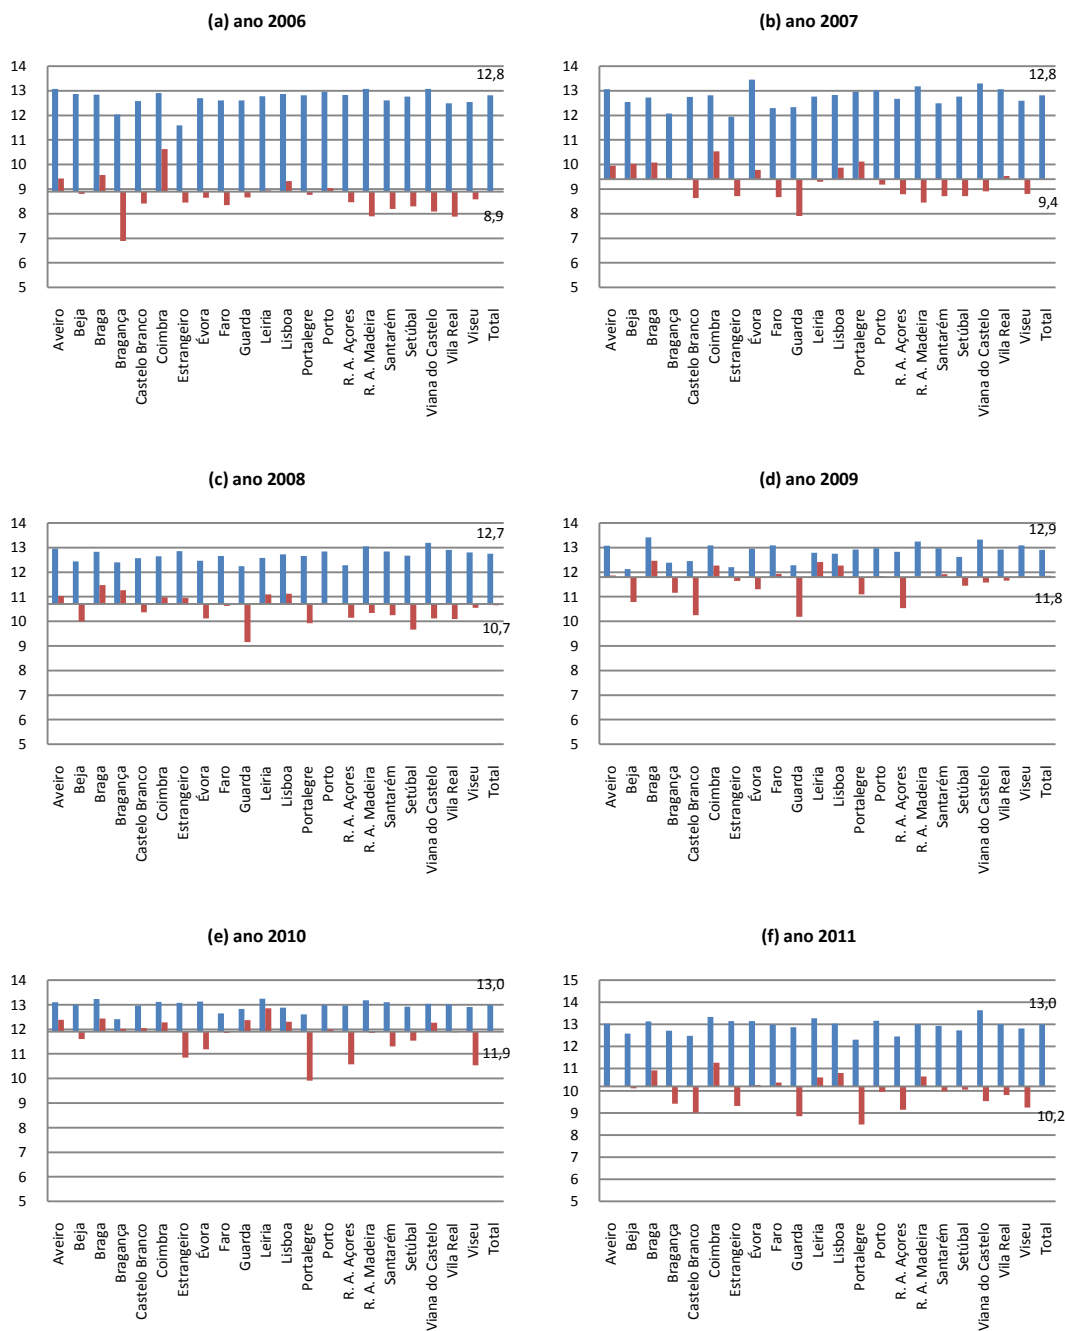 (a) ano 2006
14
13
12
11
10
9
8
7
6
5
12,8
8,9
Aveiro
Beja
Braga
Bragança
Castelo Branco
Coimbra
Estrangeiro
Évora
Faro
Guarda
Leiria
Lisboa
Portalegre
Porto
R. A. Açores
R. A. Madeira
Santarém
Setúbal
Viana do Castelo
Vila Real
Viseu
Total
(b) ano 2007
14
13
12
11
10
9
8
7
6
5
12,8
9,4
Aveiro
Beja
Braga
Bragança
Castelo Branco
Coimbra
Estrangeiro
Évora
Faro
Guarda
Leiria
Lisboa
Portalegre
Porto
R. A. Açores
R. A. Madeira
Santarém
Setúbal
Viana do Castelo
Vila Real
Viseu
Total
(c) ano 2008
14
13
12
11
10
9
8
7
6
5
12,7
10,7
Aveiro
Beja
Braga
Bragança
Castelo Branco
Coimbra
Estrangeiro
Évora
Faro
Guarda
Leiria
Lisboa
Portalegre
Porto
R. A. Açores
R. A. Madeira
Santarém
Setúbal
Viana do Castelo
Vila Real
Viseu
Total
(d) ano 2009
14
13
12
11
10
9
8
7
6
5
12,9
11,8
Aveiro
Beja
Braga
Bragança
Castelo Branco
Coimbra
Estrangeiro
Évora
Faro
Guarda
Leiria
Lisboa
Portalegre
Porto
R. A. Açores
R. A. Madeira
Santarém
Setúbal
Viana do Castelo
Vila Real
Viseu
Total
(e) ano 2010
14
13
12
11
10
9
8
7
6
5
13,0
11,9
Aveiro
Beja
Braga
Bragança
Castelo Branco
Coimbra
Estrangeiro
Évora
Faro
Guarda
Leiria
Lisboa
Portalegre
Porto
R. A. Açores
R. A. Madeira
Santarém
Setúbal
Viana do Castelo
Vila Real
Viseu
Total
(f) ano 2011
15
14
13
12
11
10
9
8
7
6
5
13,0
10,2
Aveiro
Beja
Braga
Bragança
Castelo Branco
Coimbra
Estrangeiro
Évora
Faro
Guarda
Leiria
Lisboa
Portalegre
Porto
R. A. Açores
R. A. Madeira
Santarém
Setúbal
Viana do Castelo
Vila Real
Viseu
Total